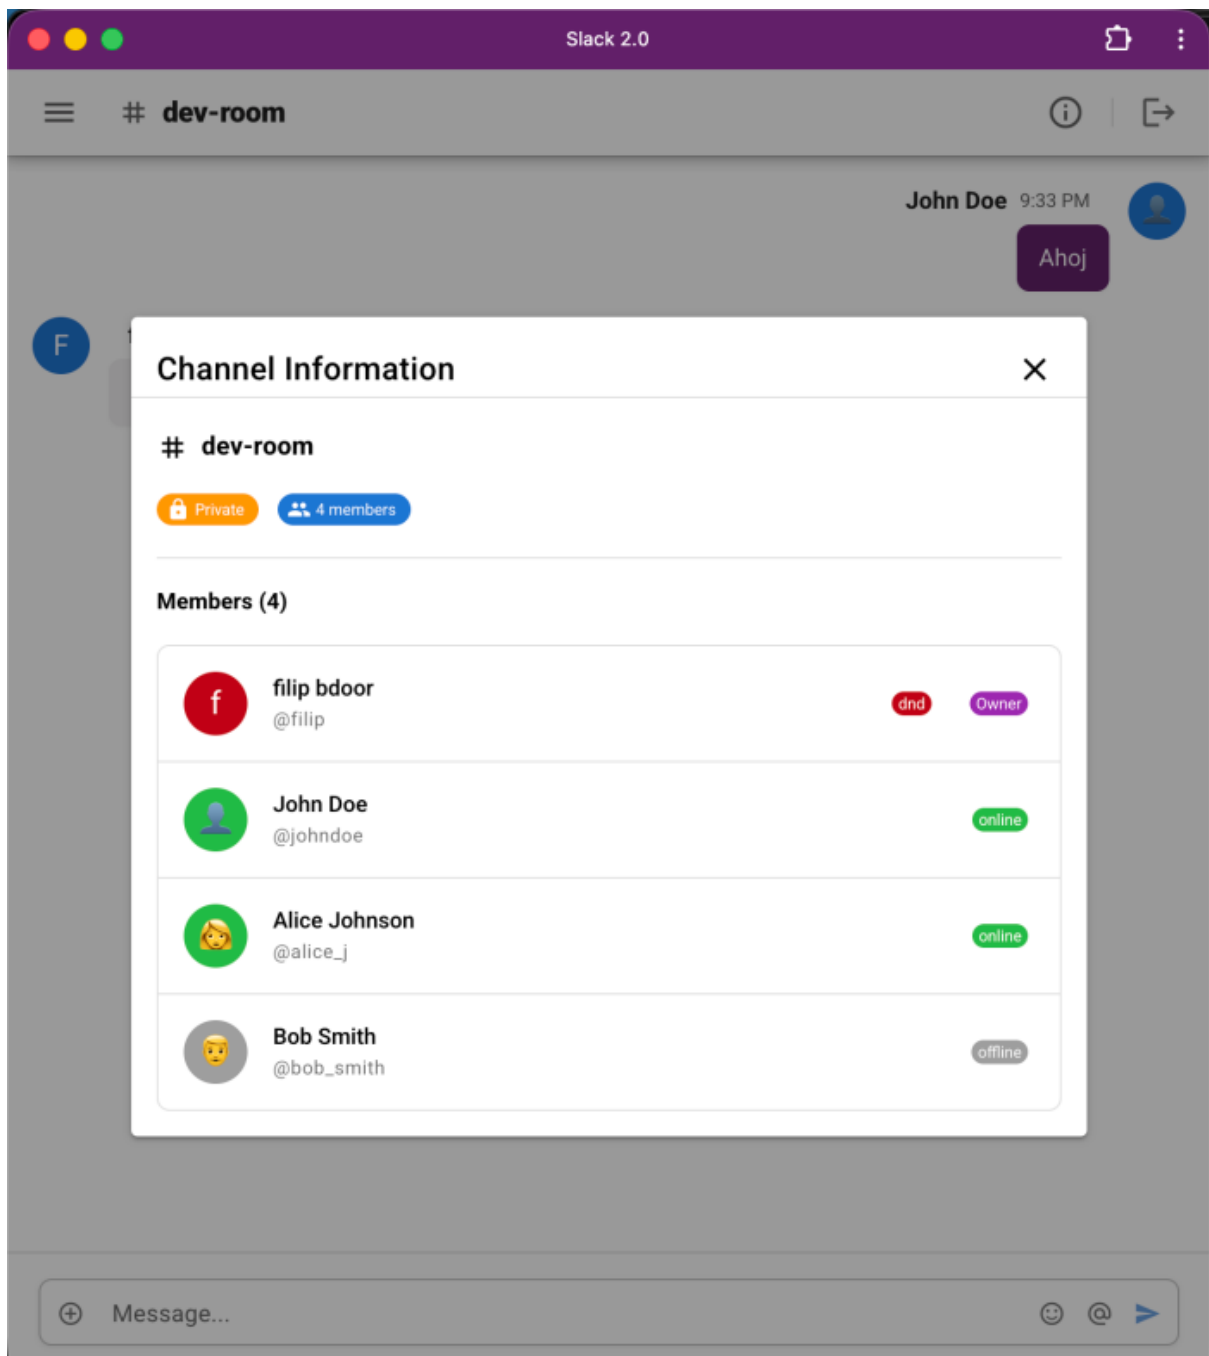 Slack 2.0
# dev-room
John Doe 9:33 PM
Ahoj
F
Channel Information
# dev-room
Private 4 members
Members (4)
f
filip bdoor dnd Owner
@filip
John Doe
@johndoe
online
Alice Johnson
@alice_j
online
Bob Smith
@bob_smith
offline
Message...